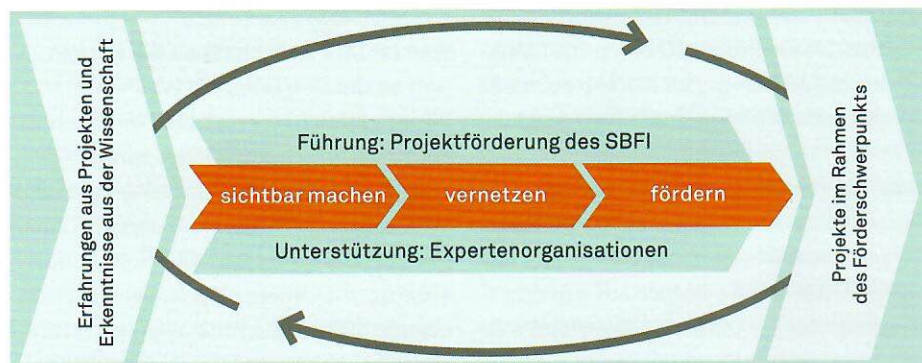 Erfahrungen aus Projekten und
Erkenntnisse aus der Wissenschaft
Führung: Projektförderung des SBFI
sichtbar machen
vernetzen
fördern
Unterstützung: Expertenorganisationen
Projekte im Rahmen
des Förderschwerpunkts